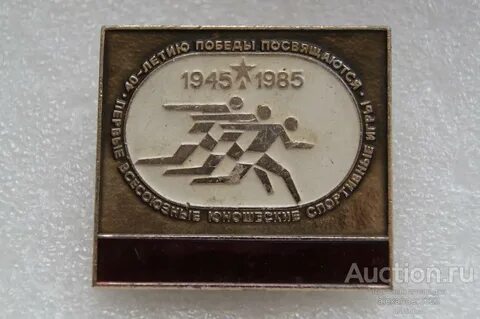 40-ЛЕТИЮ ПОБЕДЫ ПОСВЯЩАЮТСЯ
1945 1985
ПЕРВЫЕ ВСЕСОЮЗНЫЕ ЮНОШЕСКИЕ СПОРТИВНЫЕ ИГРЫ
Auction.ru